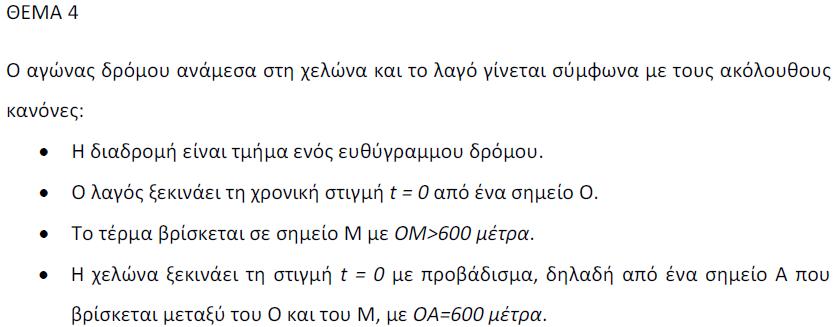 ΘΕΜΑ 4
Ο αγώνας δρόμου ανάμεσα στη χελώνα και το λαγό γίνεται σύμφωνα με τους ακόλουθους
κανόνες:
• Η διαδρομή είναι τμήμα ενός ευθύγραμμου δρόμου.
• Ο λαγός ξεκινάει τη χρονική στιγμή t = 0 από ένα σημείο Ο.
• Το τέρμα βρίσκεται σε σημείο Μ με ΟΜ>600 μέτρα.
• Η χελώνα ξεκινάει τη στιγμή t = 0 με προβάδισμα, δηλαδή από ένα σημείο Α που
βρίσκεται μεταξύ του Ο και του Μ, με ΟΑ=600 μέτρα.